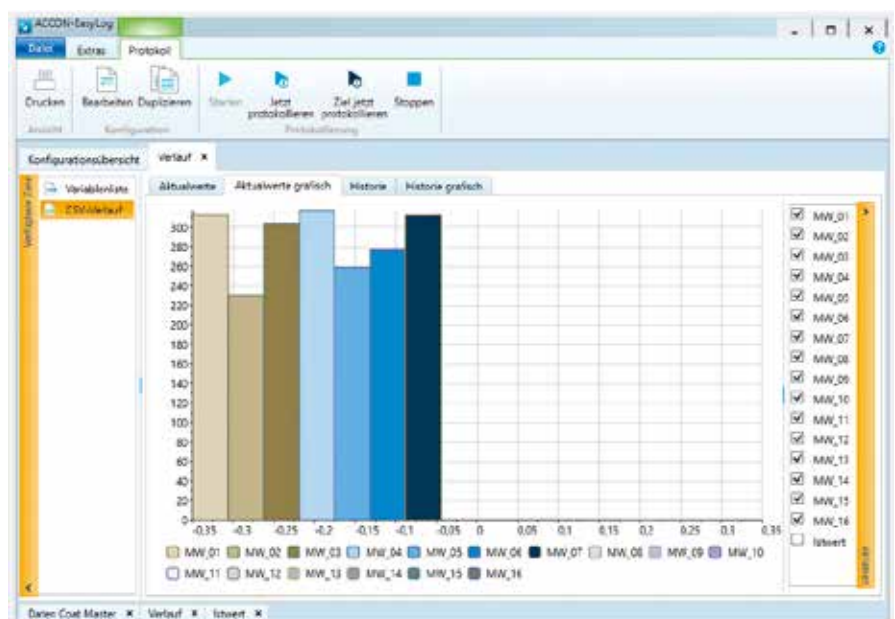 ACCON-EasyLog
Datei Extras Protokoll
Drucken Bearbeiten Duplizieren Starten Jetzt protokollieren Ziel jetzt protokollieren Stoppen
Ansicht Konfiguration Protokollierung
Konfigurationsübersicht Verlauf
Verfügbare Ziele
Variablenliste
CSV-Verlauf
Aktualwerte Aktualwerte grafisch Historie Historie grafisch
300
280
260
240
220
200
180
160
140
120
100
80
60
40
20
0
-0,35 -0,3 -0,25 -0,2 -0,15 -0,1 -0,05 0 0,05 0,1 0,15 0,2 0,25 0,3 0,35
MW_01 MW_02 MW_03 MW_04 MW_05 MW_06 MW_07 MW_08 MW_09 MW_10
MW_11 MW_12 MW_13 MW_14 MW_15 MW_16
MW_01
MW_02
MW_03
MW_04
MW_05
MW_06
MW_07
MW_08
MW_09
MW_10
MW_11
MW_12
MW_13
MW_14
MW_15
MW_16
Istwert
Daten Coat Master Verlauf Istwert